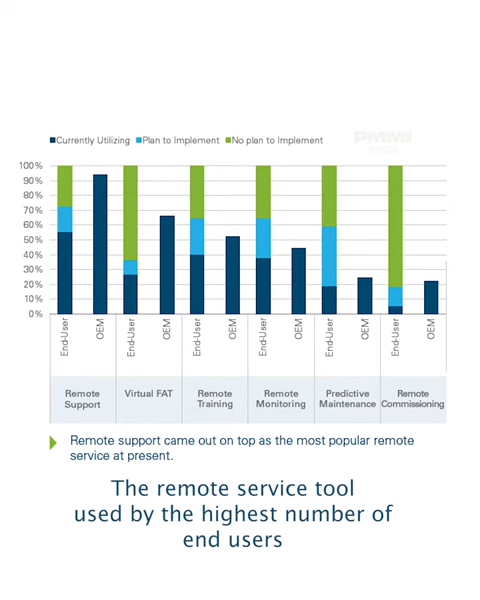 Currently Utilizing Plan to Implement No plan to Implement
PMMI
100%
90%
80%
70%
60%
50%
40%
30%
20%
10%
0%
End-User OEM End-User OEM End-User OEM End-User OEM End-User OEM End-User OEM
Remote Support
Virtual FAT
Remote Training
Remote Monitoring
Predictive Maintenance
Remote Commissioning
Remote support came out on top as the most popular remote
service at present.
The remote service tool
used by the highest number of
end users